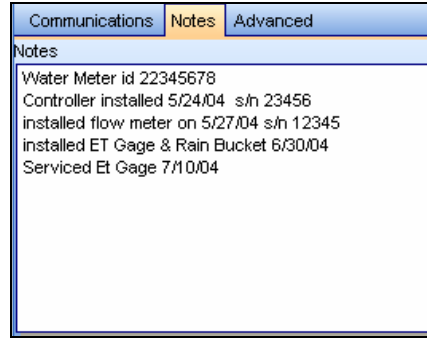 Communications Notes Advanced
Notes
Water Meter id 22345678
Controller installed 5/24/04 s/n 23456
installed flow meter on 5/27/04 s/n 12345
installed ET Gage & Rain Bucket 6/30/04
Serviced Et Gage 7/10/04